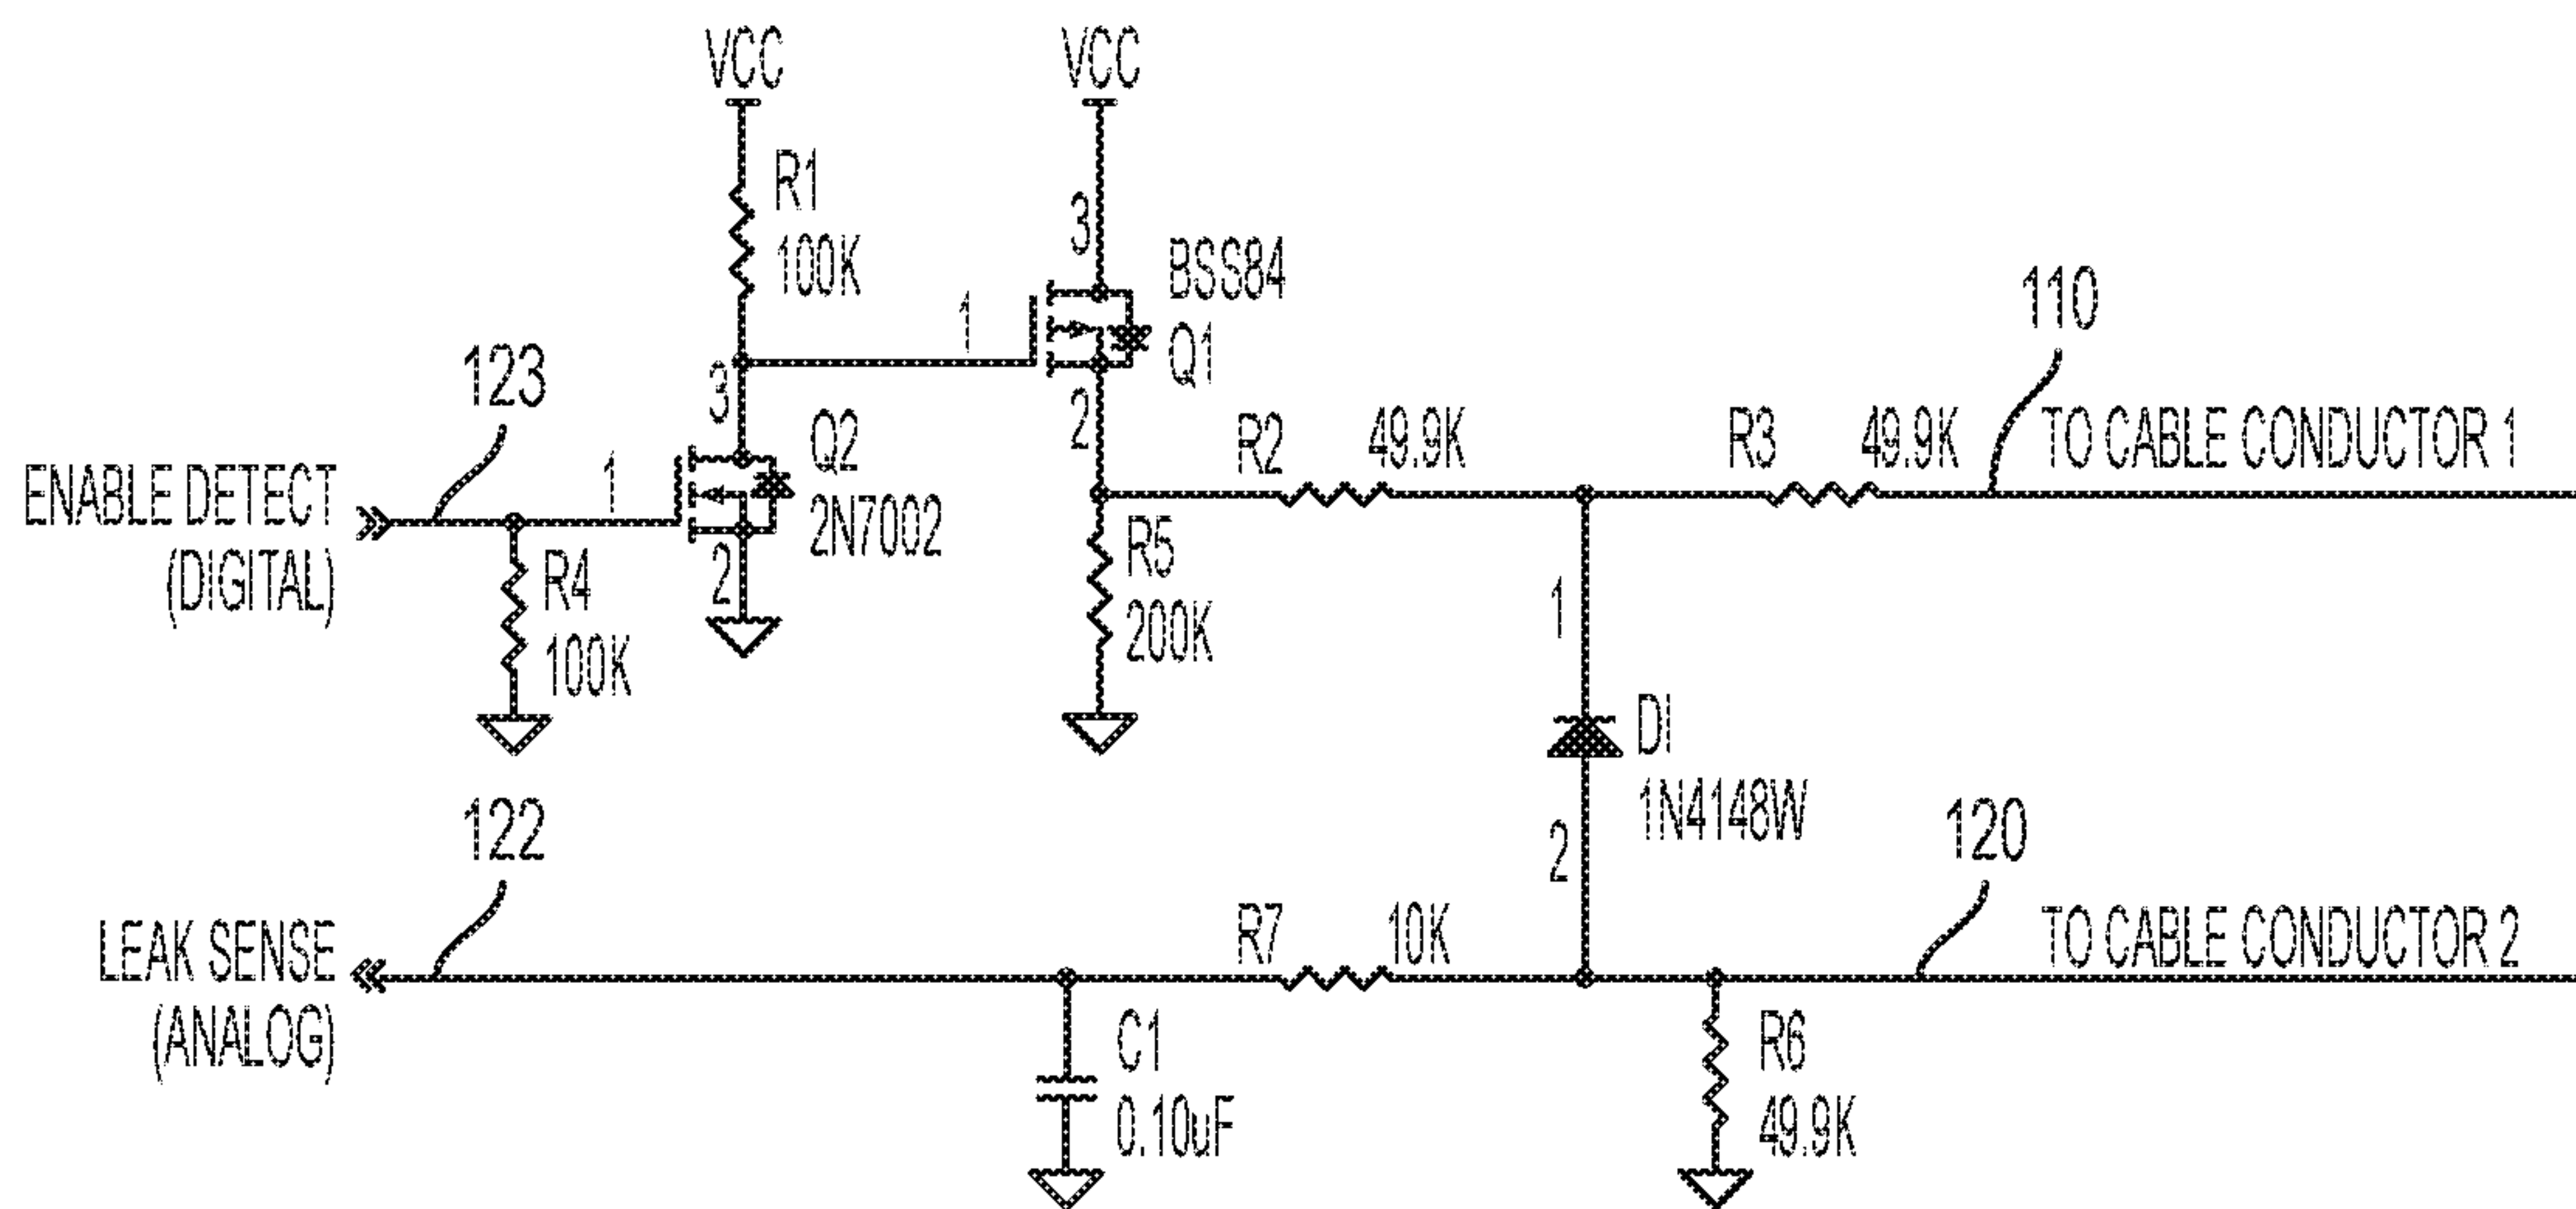 VCC
VCC
R1
100K
3
BSS84
Q1
1
2
3
123
110
ENABLE DETECT
(DIGITAL)
1
Q2
2N7002
2
R4
100K
R2
49.9K
R3
49.9K
TO CABLE CONDUCTOR 1
R5
200K
1
DI
1N4148W
2
122
120
LEAK SENSE
(ANALOG)
R7
10K
TO CABLE CONDUCTOR 2
C1
0.10uF
R6
49.9K